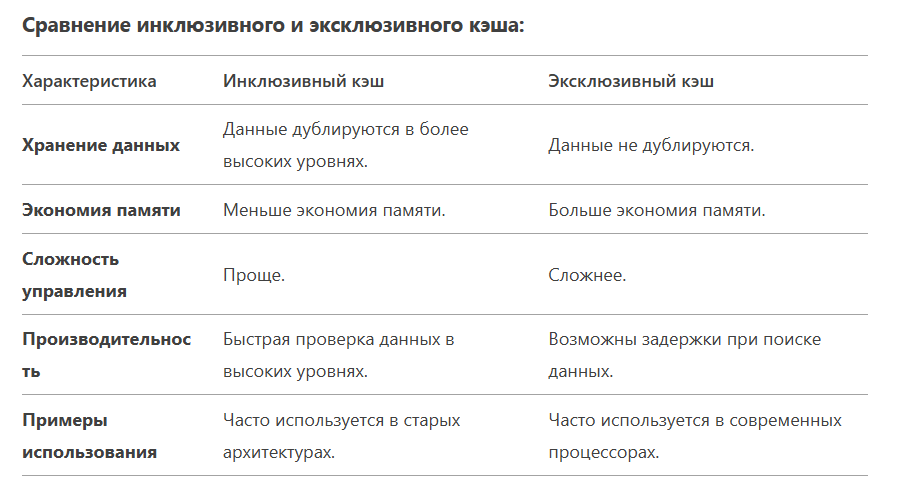 Сравнение инклюзивного и эксклюзивного кэша:
Характеристика Инклюзивный кэш Эксклюзивный кэш
Хранение данных Данные дублируются в более высоких уровнях. Данные не дублируются.
Экономия памяти Меньше экономия памяти. Больше экономия памяти.
Сложность управления Проще. Сложнее.
Производительность Быстрая проверка данных в высоких уровнях. Возможны задержки при поиске данных.
Примеры использования Часто используется в старых архитектурах. Часто используется в современных процессорах.